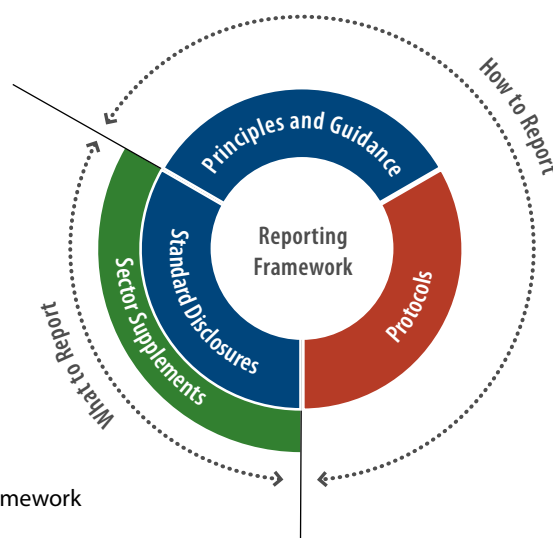 How to Report
Principles and Guidance
Reporting
Framework
Standard Disclosures
Sector Supplements
Protocols
What to Report
mework